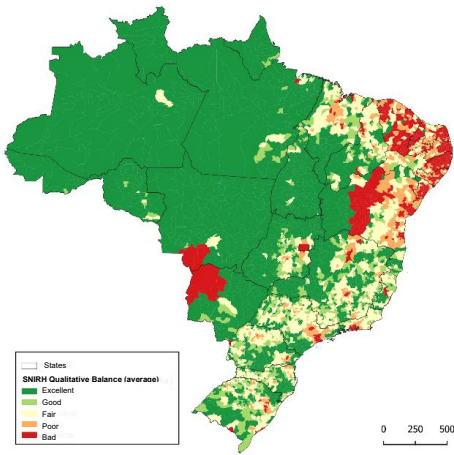 States
SNIRH Qualitative Balance (average)
Excellent
Good
Fair
Poor
Bad
0 250 500